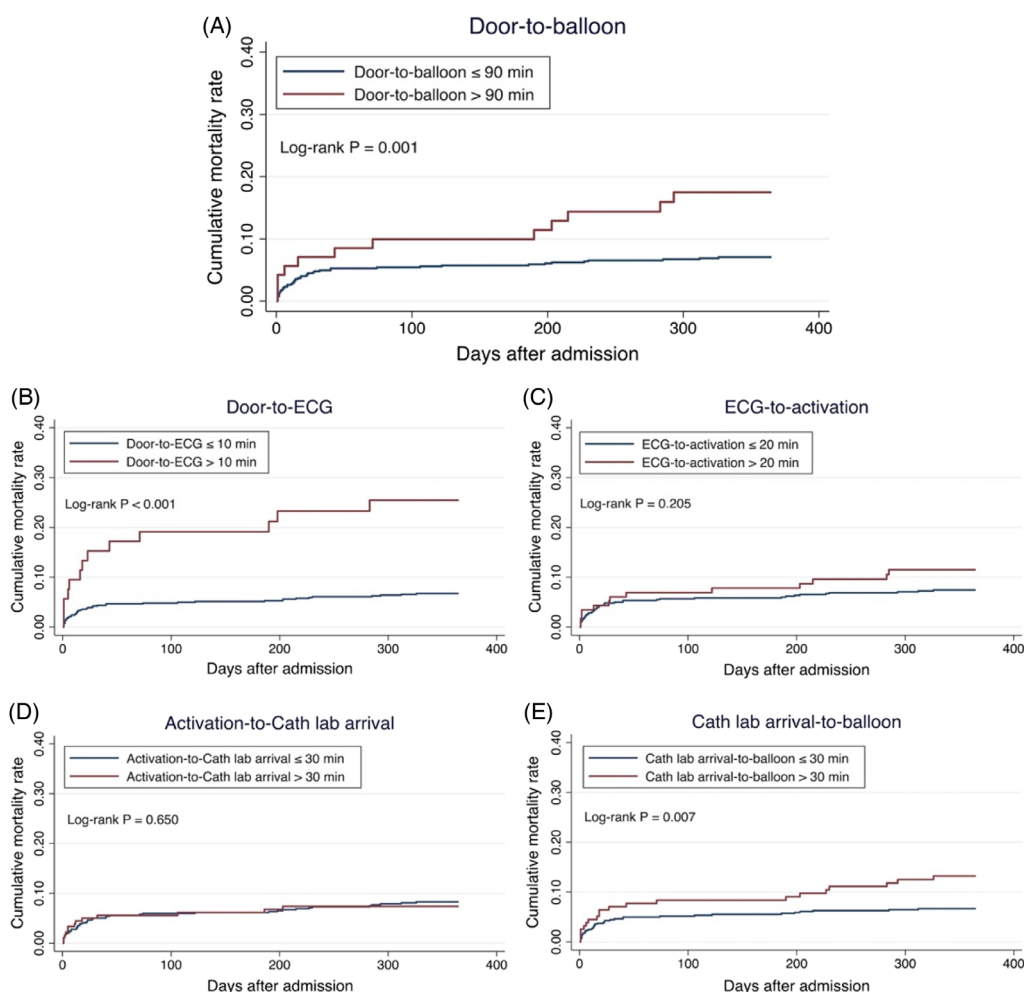 (A)
Door-to-balloon
Cumulative mortality rate
0.40
0.30
0.20
0.10
0.00
Door-to-balloon ≤ 90 min
Door-to-balloon > 90 min
Log-rank P = 0.001
0 100 200 300 400
Days after admission
(B)
Door-to-ECG
Cumulative mortality rate
0.40
0.30
0.20
0.10
0.00
Door-to-ECG ≤ 10 min
Door-to-ECG > 10 min
Log-rank P < 0.001
0 100 200 300 400
Days after admission
(C)
ECG-to-activation
Cumulative mortality rate
0.40
0.30
0.20
0.10
0.00
ECG-to-activation ≤ 20 min
ECG-to-activation > 20 min
Log-rank P = 0.205
0 100 200 300 400
Days after admission
(D)
Activation-to-Cath lab arrival
Cumulative mortality rate
0.40
0.30
0.20
0.10
0.00
Activation-to-Cath lab arrival ≤ 30 min
Activation-to-Cath lab arrival > 30 min
Log-rank P = 0.650
0 100 200 300 400
Days after admission
(E)
Cath lab arrival-to-balloon
Cumulative mortality rate
0.40
0.30
0.20
0.10
0.00
Cath lab arrival-to-balloon ≤ 30 min
Cath lab arrival-to-balloon > 30 min
Log-rank P = 0.007
0 100 200 300 400
Days after admission